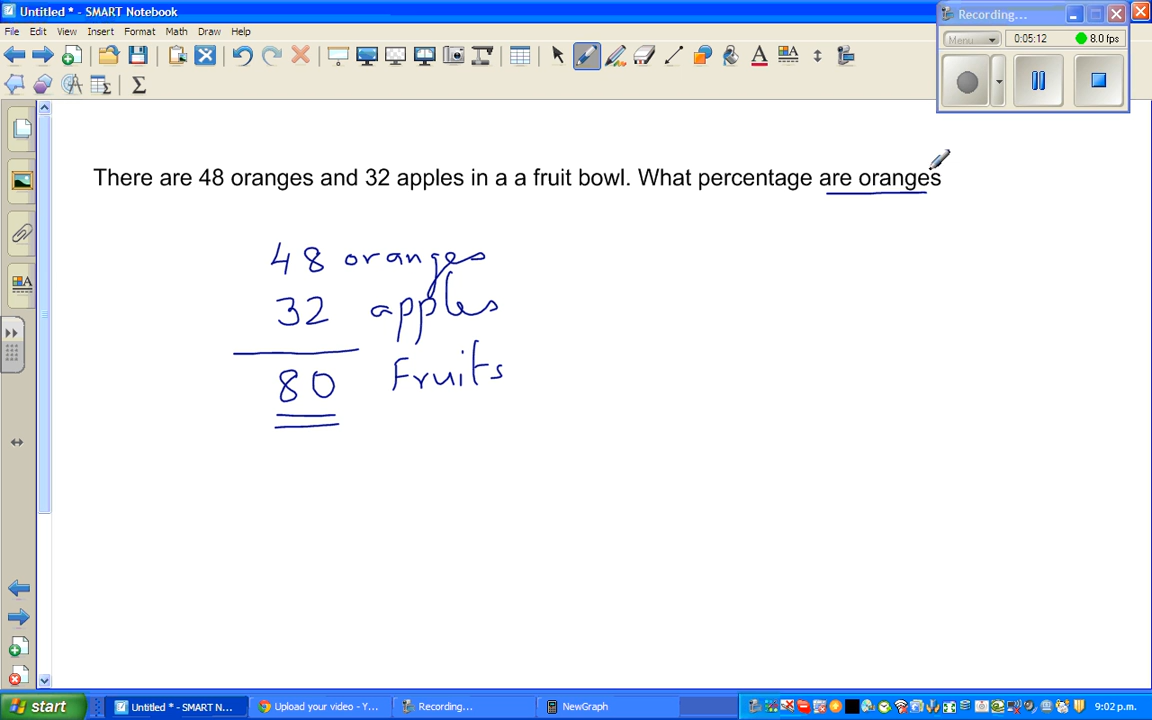 Untitled * - SMART Notebook
Recording...
File Edit View Insert Format Math Draw Help
Menu 0:05:12 8.0 fps
There are 48 oranges and 32 apples in a a fruit bowl. What percentage are oranges
48 oranges
32 apples
80 Fruits
start Untitled * - SMART N... Upload your video - Y... Recording... NewGraph 9:02 p.m.